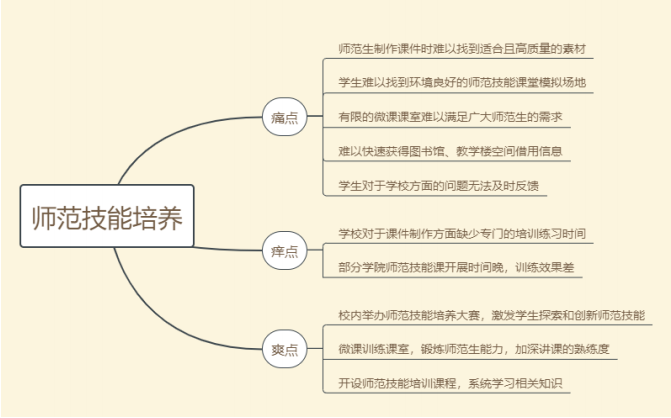 师范技能培养
痛点
师范生制作课件时难以找到适合且高质量的素材
学生难以找到环境良好的师范技能课堂模拟场地
有限的微课课室难以满足广大师范生的需求
难以快速获得图书馆、教学楼空间借用信息
学生对于学校方面的问题无法及时反馈
痒点
学校对于课件制作方面缺少专门的培训练习时间
部分学院师范技能课开展时间晚，训练效果差
爽点
校内举办师范技能培养大赛，激发学生探索和创新师范技能
微课训练课室，锻炼师范生能力，加深讲课的熟练度
开设师范技能培训课程，系统学习相关知识